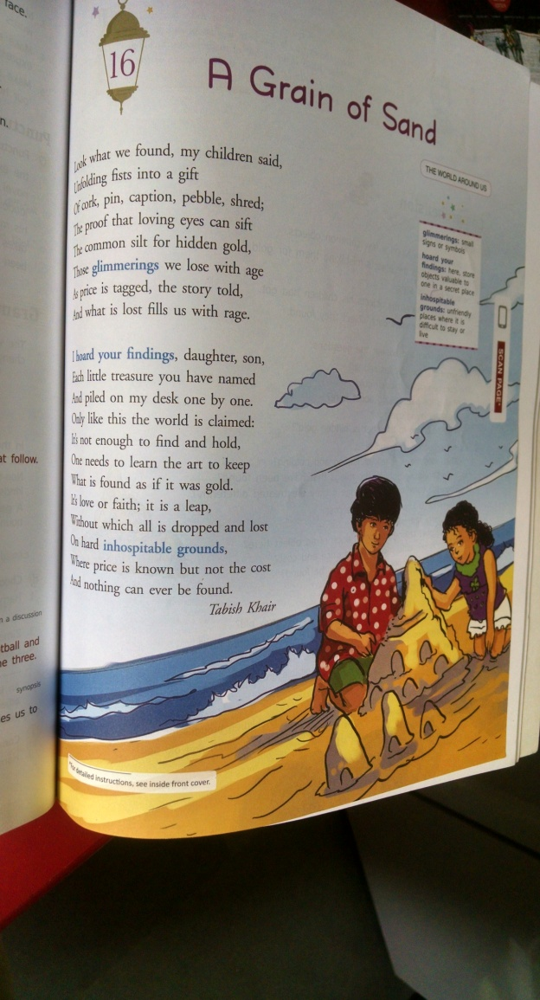 face.
n.
at follow.
n a discussion
tball and
e three.
synopsis
es us to
16
A Grain of Sand
Look what we found, my children said,
Unfolding fists into a gift
Of cork, pin, caption, pebble, shred;
The proof that loving eyes can sift
The common silt for hidden gold,
Those glimmerings we lose with age
As price is tagged, the story told,
And what is lost fills us with rage.
I hoard your findings, daughter, son,
Each little treasure you have named
And piled on my desk one by one.
Only like this the world is claimed:
It's not enough to find and hold,
One needs to learn the art to keep
What is found as if it was gold.
It's love or faith; it is a leap,
Without which all is dropped and lost
On hard inhospitable grounds,
Where price is known but not the cost
And nothing can ever be found.
Tabish Khair
THE WORLD AROUND US
glimmerings: small
signs or symbols
hoard your
findings: here, store
objects valuable to
one in a secret place
inhospitable
grounds: unfriendly
places where it is
difficult to stay or
live
SCAN PAGE*
*For detailed instructions, see inside front cover.